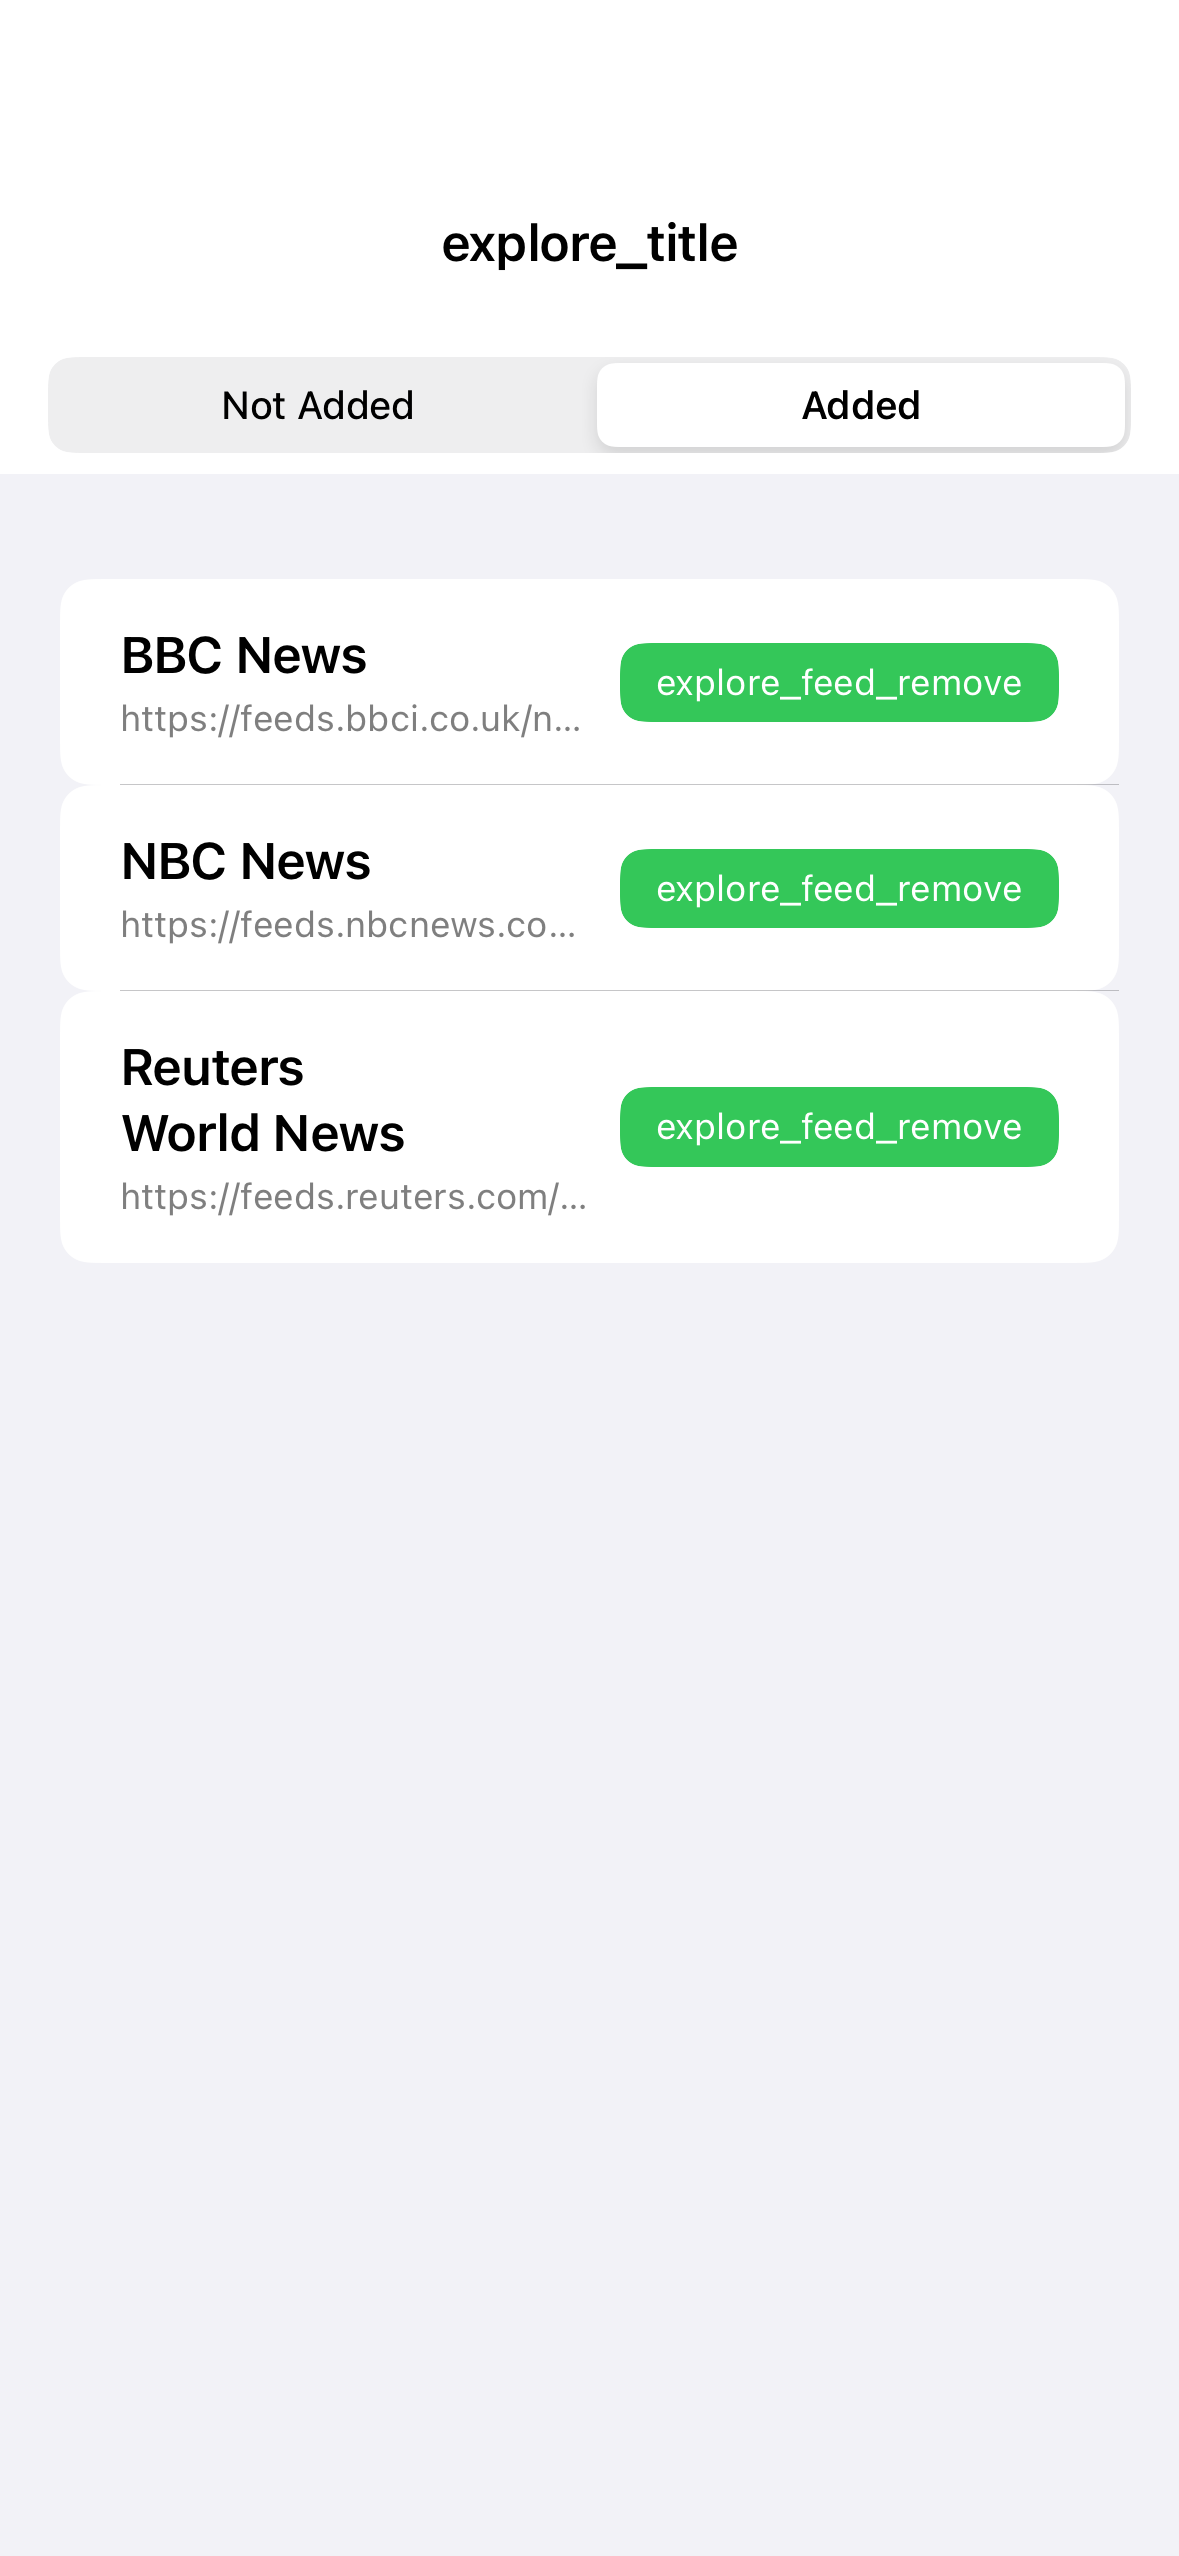 explore_title
Not Added
Added
BBC News
https://feeds.bbci.co.uk/n...
explore_feed_remove
NBC News
https://feeds.nbcnews.co...
explore_feed_remove
Reuters
World News
https://feeds.reuters.com/...
explore_feed_remove